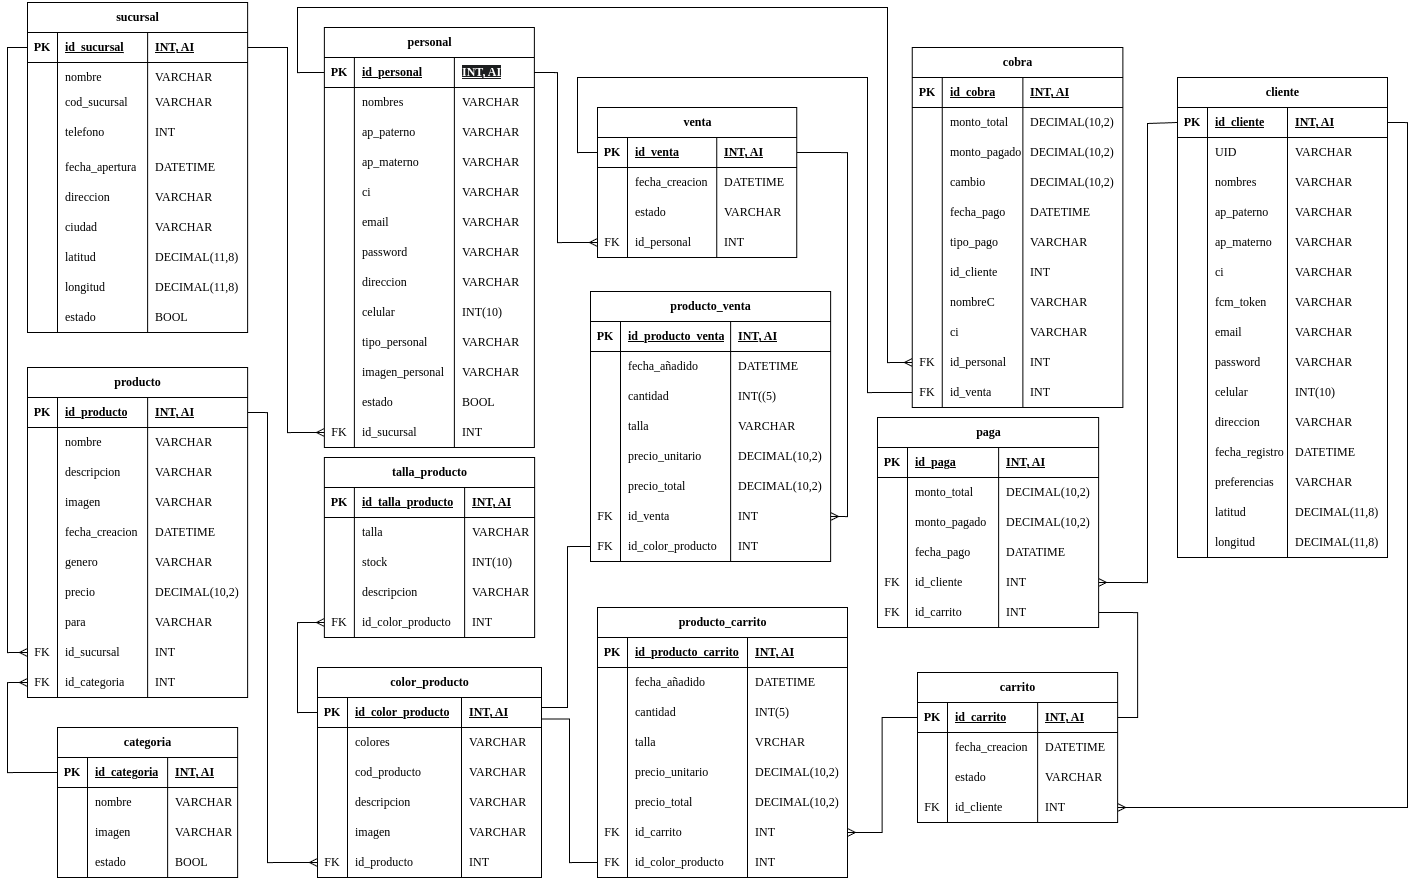 sucursal
PK id_sucursal INT, AI
nombre VARCHAR
cod_sucursal VARCHAR
telefono INT
fecha_apertura DATETIME
direccion VARCHAR
ciudad VARCHAR
latitud DECIMAL(11,8)
longitud DECIMAL(11,8)
estado BOOL
producto
PK id_producto INT, AI
nombre VARCHAR
descripcion VARCHAR
imagen VARCHAR
fecha_creacion DATETIME
genero VARCHAR
precio DECIMAL(10,2)
para VARCHAR
FK id_sucursal INT
FK id_categoria INT
categoria
PK id_categoria INT, AI
nombre VARCHAR
imagen VARCHAR
estado BOOL
personal
PK id_personal INT, AI
nombres VARCHAR
ap_paterno VARCHAR
ap_materno VARCHAR
ci VARCHAR
email VARCHAR
password VARCHAR
direccion VARCHAR
celular INT(10)
tipo_personal VARCHAR
imagen_personal VARCHAR
estado BOOL
FK id_sucursal INT
talla_producto
PK id_talla_producto INT, AI
talla VARCHAR
stock INT(10)
descripcion VARCHAR
FK id_color_producto INT
color_producto
PK id_color_producto INT, AI
colores VARCHAR
cod_producto VARCHAR
descripcion VARCHAR
imagen VARCHAR
FK id_producto INT
venta
PK id_venta INT, AI
fecha_creacion DATETIME
estado VARCHAR
FK id_personal INT
producto_venta
PK id_producto_venta INT, AI
fecha_añadido DATETIME
cantidad INT((5)
talla VARCHAR
precio_unitario DECIMAL(10,2)
precio_total DECIMAL(10,2)
FK id_venta INT
FK id_color_producto INT
producto_carrito
PK id_producto_carrito INT, AI
fecha_añadido DATETIME
cantidad INT(5)
talla VRCHAR
precio_unitario DECIMAL(10,2)
precio_total DECIMAL(10,2)
FK id_carrito INT
FK id_color_producto INT
cobra
PK id_cobra INT, AI
monto_total DECIMAL(10,2)
monto_pagado DECIMAL(10,2)
cambio DECIMAL(10,2)
fecha_pago DATETIME
tipo_pago VARCHAR
id_cliente INT
nombreC VARCHAR
ci VARCHAR
FK id_personal INT
FK id_venta INT
paga
PK id_paga INT, AI
monto_total DECIMAL(10,2)
monto_pagado DECIMAL(10,2)
fecha_pago DATATIME
FK id_cliente INT
FK id_carrito INT
carrito
PK id_carrito INT, AI
fecha_creacion DATETIME
estado VARCHAR
FK id_cliente INT
cliente
PK id_cliente INT, AI
UID VARCHAR
nombres VARCHAR
ap_paterno VARCHAR
ap_materno VARCHAR
ci VARCHAR
fcm_token VARCHAR
email VARCHAR
password VARCHAR
celular INT(10)
direccion VARCHAR
fecha_registro DATETIME
preferencias VARCHAR
latitud DECIMAL(11,8)
longitud DECIMAL(11,8)